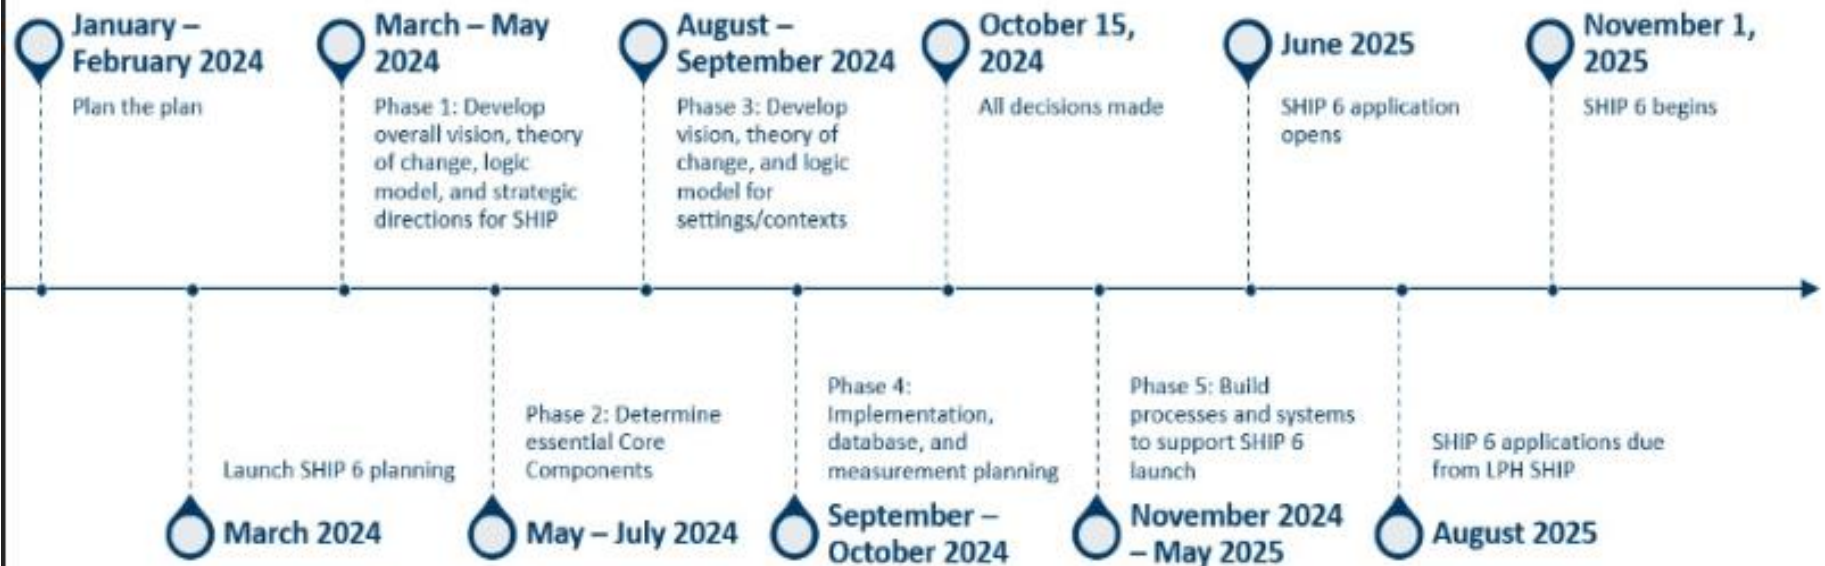 January –
February 2024
Plan the plan
March – May
2024
Phase 1: Develop
overall vision, theory
of change, logic
model, and strategic
directions for SHIP
August –
September 2024
Phase 3: Develop
vision, theory of
change, and logic
model for
settings/contexts
October 15,
2024
All decisions made
June 2025
SHIP 6 application
opens
November 1,
2025
SHIP 6 begins
Launch SHIP 6 planning
March 2024
Phase 2: Determine
essential Core
Components
May – July 2024
Phase 4:
Implementation,
database, and
measurement planning
September –
October 2024
Phase 5: Build
processes and systems
to support SHIP 6
launch
November 2024
– May 2025
SHIP 6 applications due
from LPH SHIP
August 2025